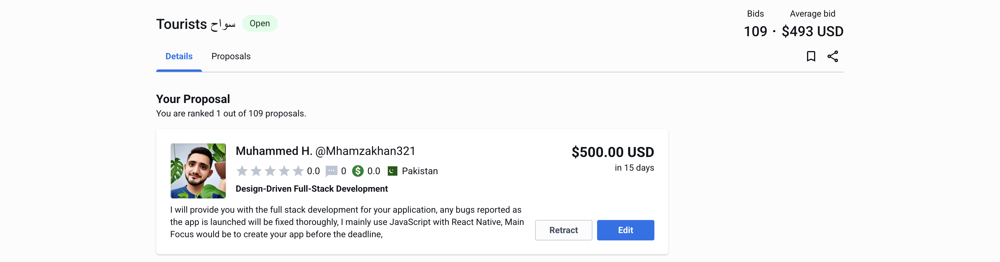 Tourists سواح
Open
Bids
Average bid
109 · $493 USD
Details
Proposals
Your Proposal
You are ranked 1 out of 109 proposals.
Muhammed H. @Mhamzakhan321
$500.00 USD
0.0
0
$ 0.0
Pakistan
in 15 days
Design-Driven Full-Stack Development
I will provide you with the full stack development for your application, any bugs reported as
the app is launched will be fixed thoroughly, I mainly use JavaScript with React Native, Main
Focus would be to create your app before the deadline,
Retract
Edit